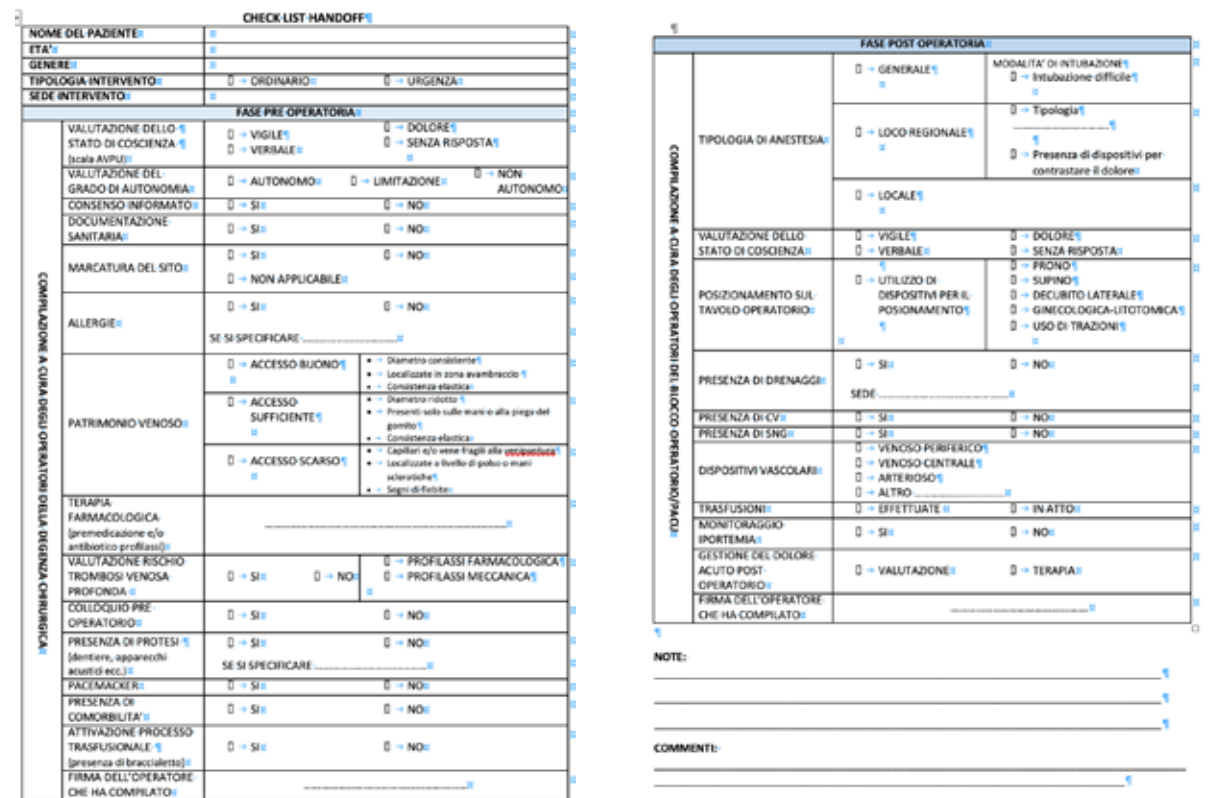 CHECK LIST HANDOFF
NOME DEL PAZIENTE
ETA'
GENERE
TIPOLOGIA INTERVENTO
ORDINARIO
URGENZA
SEDE INTERVENTO
FASE PRE OPERATORIA
COMPILAZIONE A CURA DEGLI OPERATORI DELLA DEGENZA CHIRURGICA
VALUTAZIONE DELLO
STATO DI COSCIENZA
(scala AVPU)
VIGILE
VERBALE
DOLORE
SENZA RISPOSTA
VALUTAZIONE DEL
GRADO DI AUTONOMIA
AUTONOMO
LIMITAZIONE
NON
AUTONOMO
CONSENSO INFORMATO
SI
NO
DOCUMENTAZIONE
SANITARIA
SI
NO
MARCATURA DEL SITO
SI
NO
NON APPLICABILE
ALLERGIE
SI
NO
SE SI SPECIFICARE
PATRIMONIO VENOSO
ACCESSO BUONO
Diametro consistente
Localizzate in zona avambraccio
Consistenza elastica
ACCESSO
SUFFICIENTE
Diametro ridotto
Presenti solo sulle mani o alla piega del
gomito
Consistenza elastica
ACCESSO SCARSO
Capillari e/o vene fragili alla venipuntura
Localizzate a livello di polso o mani
sclerotiche
Segni di flebite
TERAPIA
FARMACOLOGICA
(premedicazione e/o
antibiotico profilassi)
VALUTAZIONE RISCHIO
TROMBOSI VENOSA
PROFONDA
SI
NO
PROFILASSI FARMACOLOGICA
PROFILASSI MECCANICA
COLLOQUIO PRE
OPERATORIO
SI
NO
PRESENZA DI PROTESI
(dentiere, apparecchi
acustici ecc.)
SI
NO
SE SI SPECIFICARE
PACEMACKER
SI
NO
PRESENZA DI
COMORBILITA'
SI
NO
ATTIVAZIONE PROCESSO
TRASFUSIONALE
(presenza di braccialetto)
SI
NO
FIRMA DELL'OPERATORE
CHE HA COMPILATO
FASE POST OPERATORIA
COMPILAZIONE A CURA DEGLI OPERATORI DEL BLOCCO OPERATORIO/PACU
TIPOLOGIA DI ANESTESIA
GENERALE
MODALITA' DI INTUBAZIONE
Intubazione difficile
LOCO REGIONALE
Tipologia
Presenza di dispositivi per
contrastare il dolore
LOCALE
VALUTAZIONE DELLO
STATO DI COSCIENZA
VIGILE
VERBALE
DOLORE
SENZA RISPOSTA
POSIZIONAMENTO SUL
TAVOLO OPERATORIO
UTILIZZO DI
DISPOSITIVI PER IL
POSIONAMENTO
PRONO
SUPINO
DECUBITO LATERALE
GINECOLOGICA-LITOTOMICA
USO DI TRAZIONI
PRESENZA DI DRENAGGI
SI
NO
SEDE
PRESENZA DI CV
SI
NO
PRESENZA DI SNG
SI
NO
DISPOSITIVI VASCOLARI
VENOSO PERIFERICO
VENOSO CENTRALE
ARTERIOSO
ALTRO
TRASFUSIONI
EFFETTUATE
IN ATTO
MONITORAGGIO
IPORTEMIA
SI
NO
GESTIONE DEL DOLORE
ACUTO POST
OPERATORIO
VALUTAZIONE
TERAPIA
FIRMA DELL'OPERATORE
CHE HA COMPILATO
NOTE:
COMMENTI: